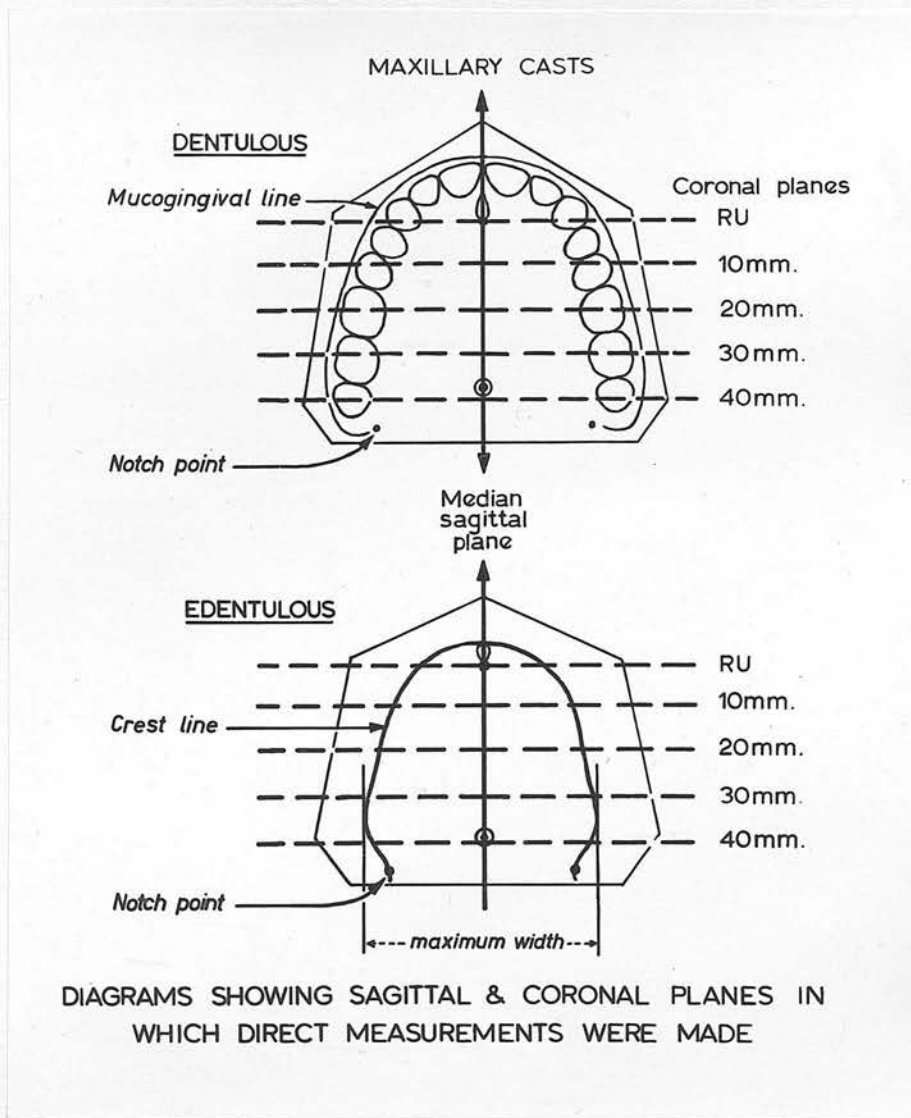 MAXILLARY CASTS
DENTULOUS
Mucogingival line
Coronal planes
RU
10mm.
20mm.
30mm.
40mm.
Notch point
Median
sagittal
plane
EDENTULOUS
RU
10mm.
Crest line
20mm.
30mm.
40mm.
Notch point
maximum width
DIAGRAMS SHOWING SAGITTAL & CORONAL PLANES IN
WHICH DIRECT MEASUREMENTS WERE MADE